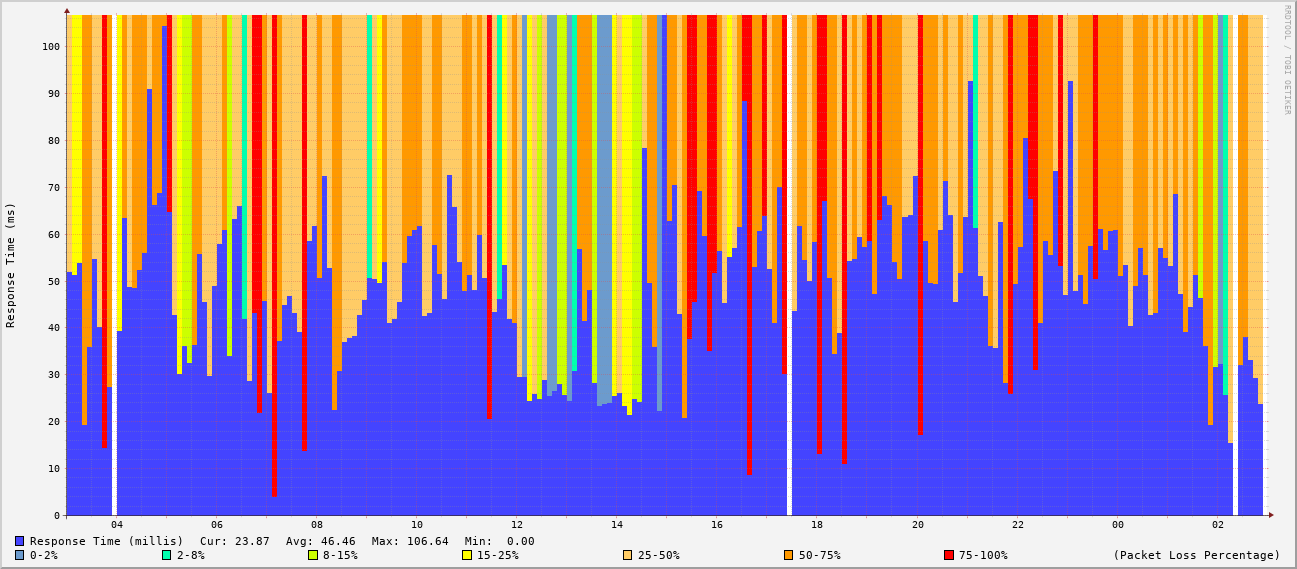 RRDTOOL / TOBI OETIKER
Response Time (ms)
100
90
80
70
60
50
40
30
20
10
0
04 06 08 10 12 14 16 18 20 22 00 02
Response Time (millis) Cur: 23.87 Avg: 46.46 Max: 106.64 Min: 0.00
0-2% 2-8% 8-15% 15-25% 25-50% 50-75% 75-100% (Packet Loss Percentage)